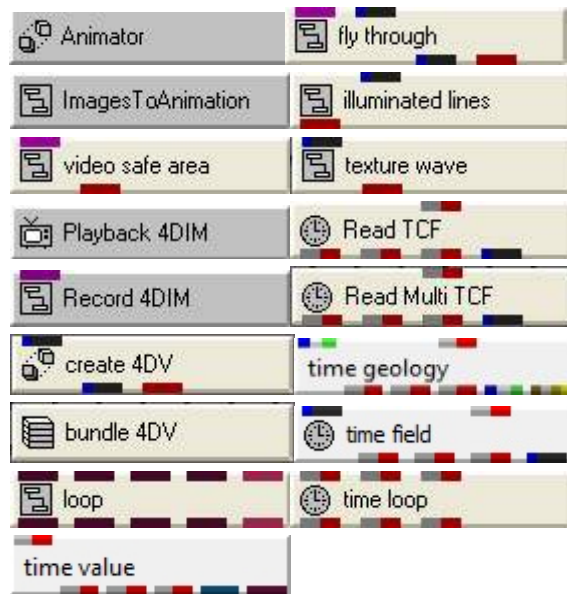 Animator
fly through
ImagesToAnimation
illuminated lines
video safe area
texture wave
Playback 4DIM
Read TCF
Record 4DIM
Read Multi TCF
create 4DV
time geology
bundle 4DV
time field
loop
time loop
time value